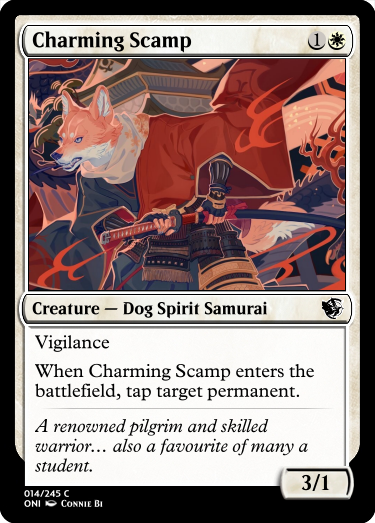 Charming Scamp 1
Creature — Dog Spirit Samurai
Vigilance
When Charming Scamp enters the
battlefield, tap target permanent.
A renowned pilgrim and skilled
warrior… also a favourite of many a
student.
3/1
014/245 C
ONI Connie Bi